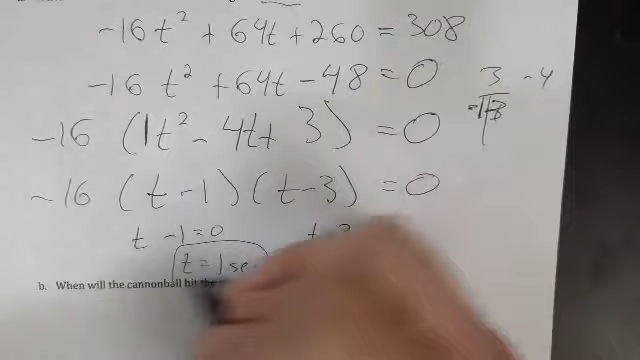 -16t² + 64t + 260 = 308
-16t² + 64t - 48 = 0
3 -4
-16 (1t² - 4t + 3) = 0
-16 (t - 1)(t - 3) = 0
t - 1 = 0
t = 1 se
b. When will the cannonball hit the